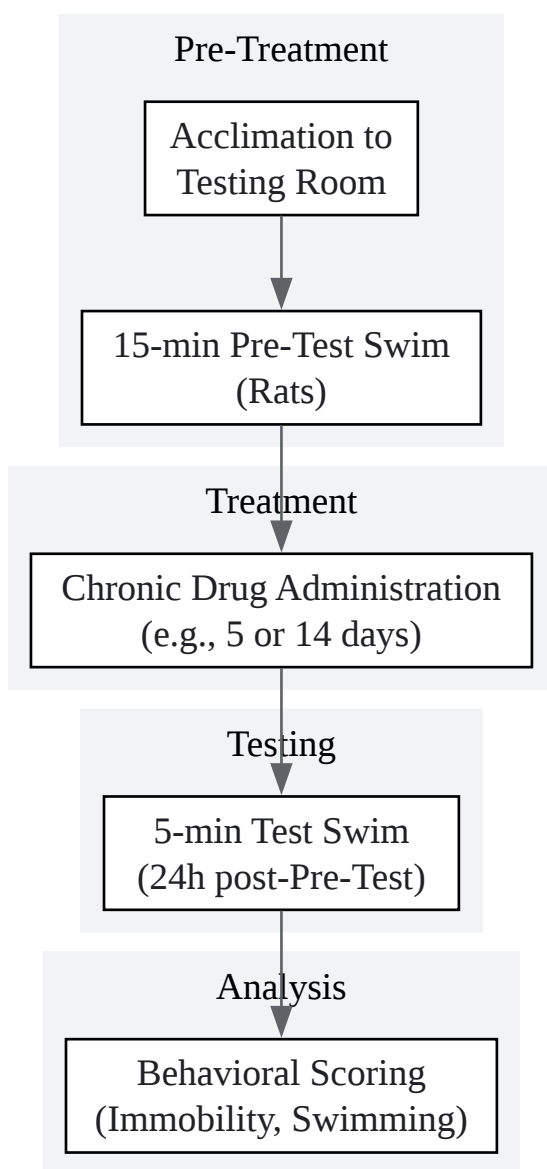 Pre-Treatment
Acclimation to
Testing Room
15-min Pre-Test Swim
(Rats)
Treatment
Chronic Drug Administration
(e.g., 5 or 14 days)
Testing
5-min Test Swim
(24h post-Pre-Test)
Analysis
Behavioral Scoring
(Immobility, Swimming)